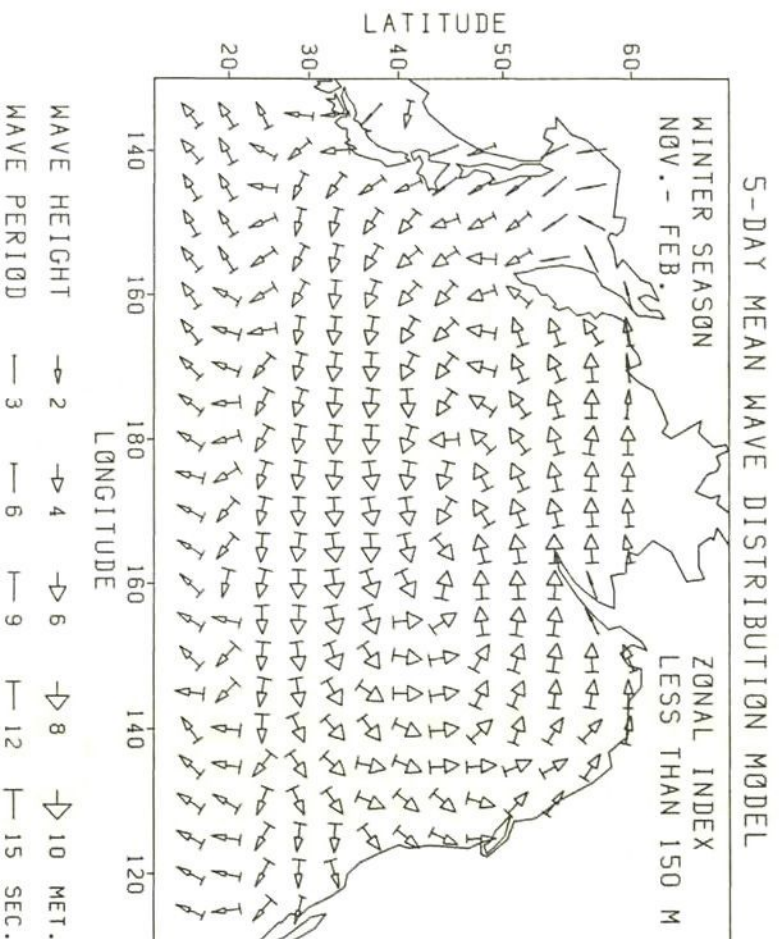 5-DAY MEAN WAVE DISTRIBUTION MODEL
WINTER SEASON
NOV. - FEB.
ZONAL INDEX
LESS THAN 150 M
LATITUDE
60
50
40
30
20
140 160 180 160 140 120
LONGITUDE
WAVE HEIGHT 2 4 6 8 10 MET.
WAVE PERIOD 3 6 9 12 15 SEC.